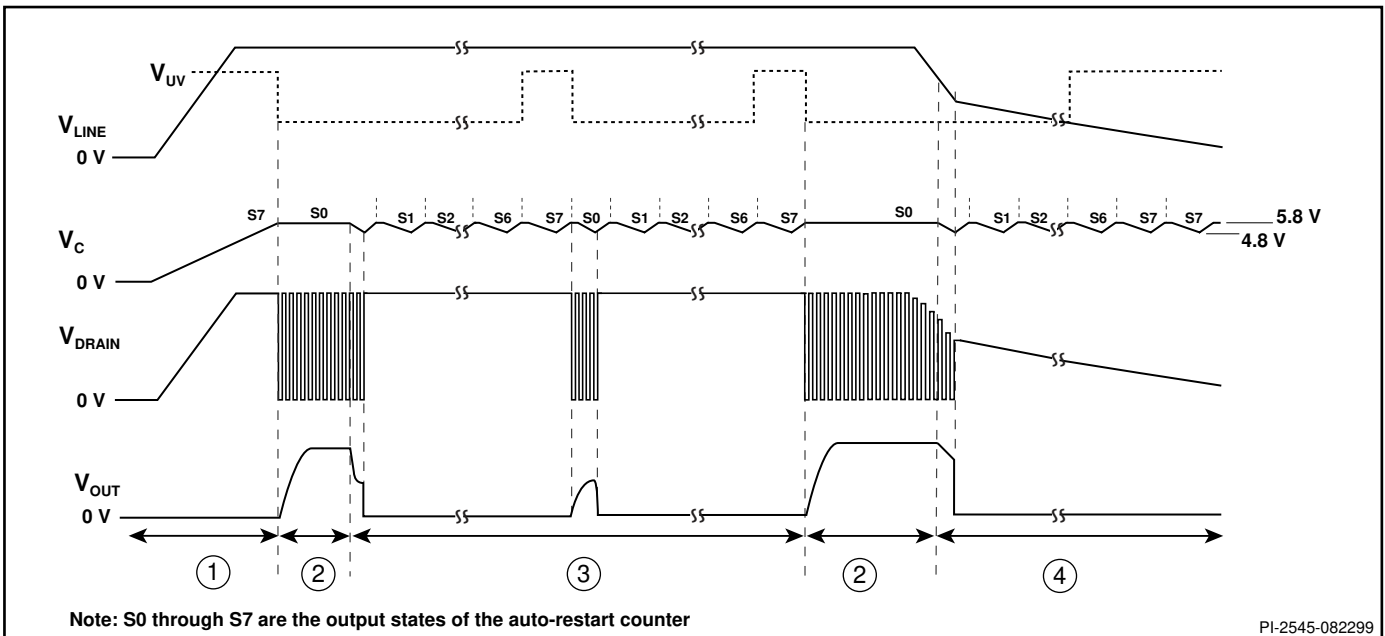 V_UV
V_LINE
0 V
S7 S0 S1 S2 S6 S7 S0 S1 S2 S6 S7 S0 S1 S2 S6 S7 S7
5.8 V
4.8 V
V_C
0 V
V_DRAIN
0 V
V_OUT
0 V
1 2 3 2 4
Note: S0 through S7 are the output states of the auto-restart counter
PI-2545-082299